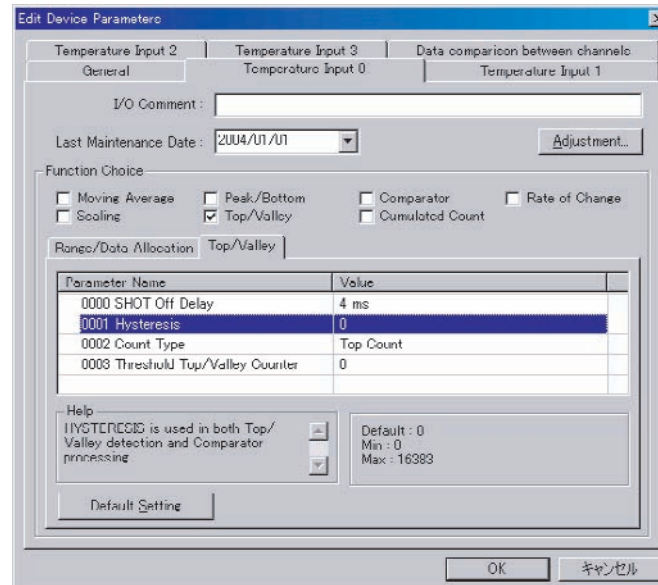 Edit Device Parameters
Temperature Input 2 Temperature Input 3 Data comparison between channels
General Temperature Input 0 Temperature Input 1
I/O Comment :
Last Maintenance Date : 2004/01/01 Adjustment...
Function Choice
Moving Average Peak/Bottom Comparator Rate of Change
Scaling Top/Valley Cumulated Count
Range/Data Allocation Top/Valley
Parameter Name Value
0000 SHOT Off Delay 4 ms
0001 Hysteresis 0
0002 Count Type Top Count
0003 Threshold Top/Valley Counter 0
Help
HYSTERESIS is used in both Top/
Valley detection and Comparator
processing
Default : 0
Min : 0
Max : 16383
Default Setting
OK キャンセル